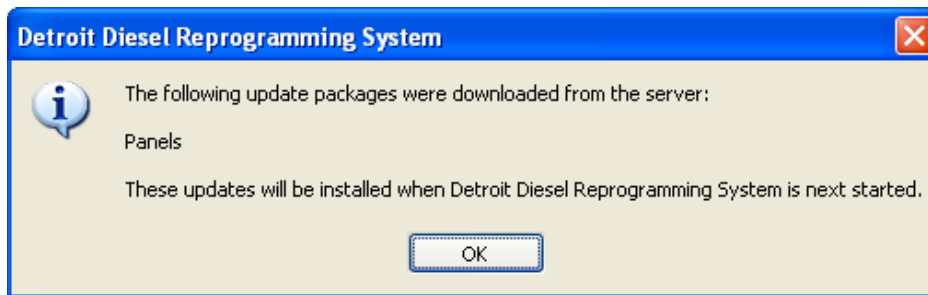 Detroit Diesel Reprogramming System
The following update packages were downloaded from the server:
Panels
These updates will be installed when Detroit Diesel Reprogramming System is next started.
OK